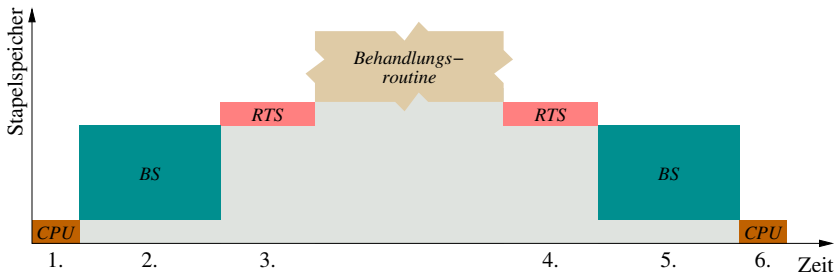 Stapelspeicher
Behandlungs−
routine
RTS
RTS
BS
BS
CPU
CPU
1.
2.
3.
4.
5.
6.
Zeit